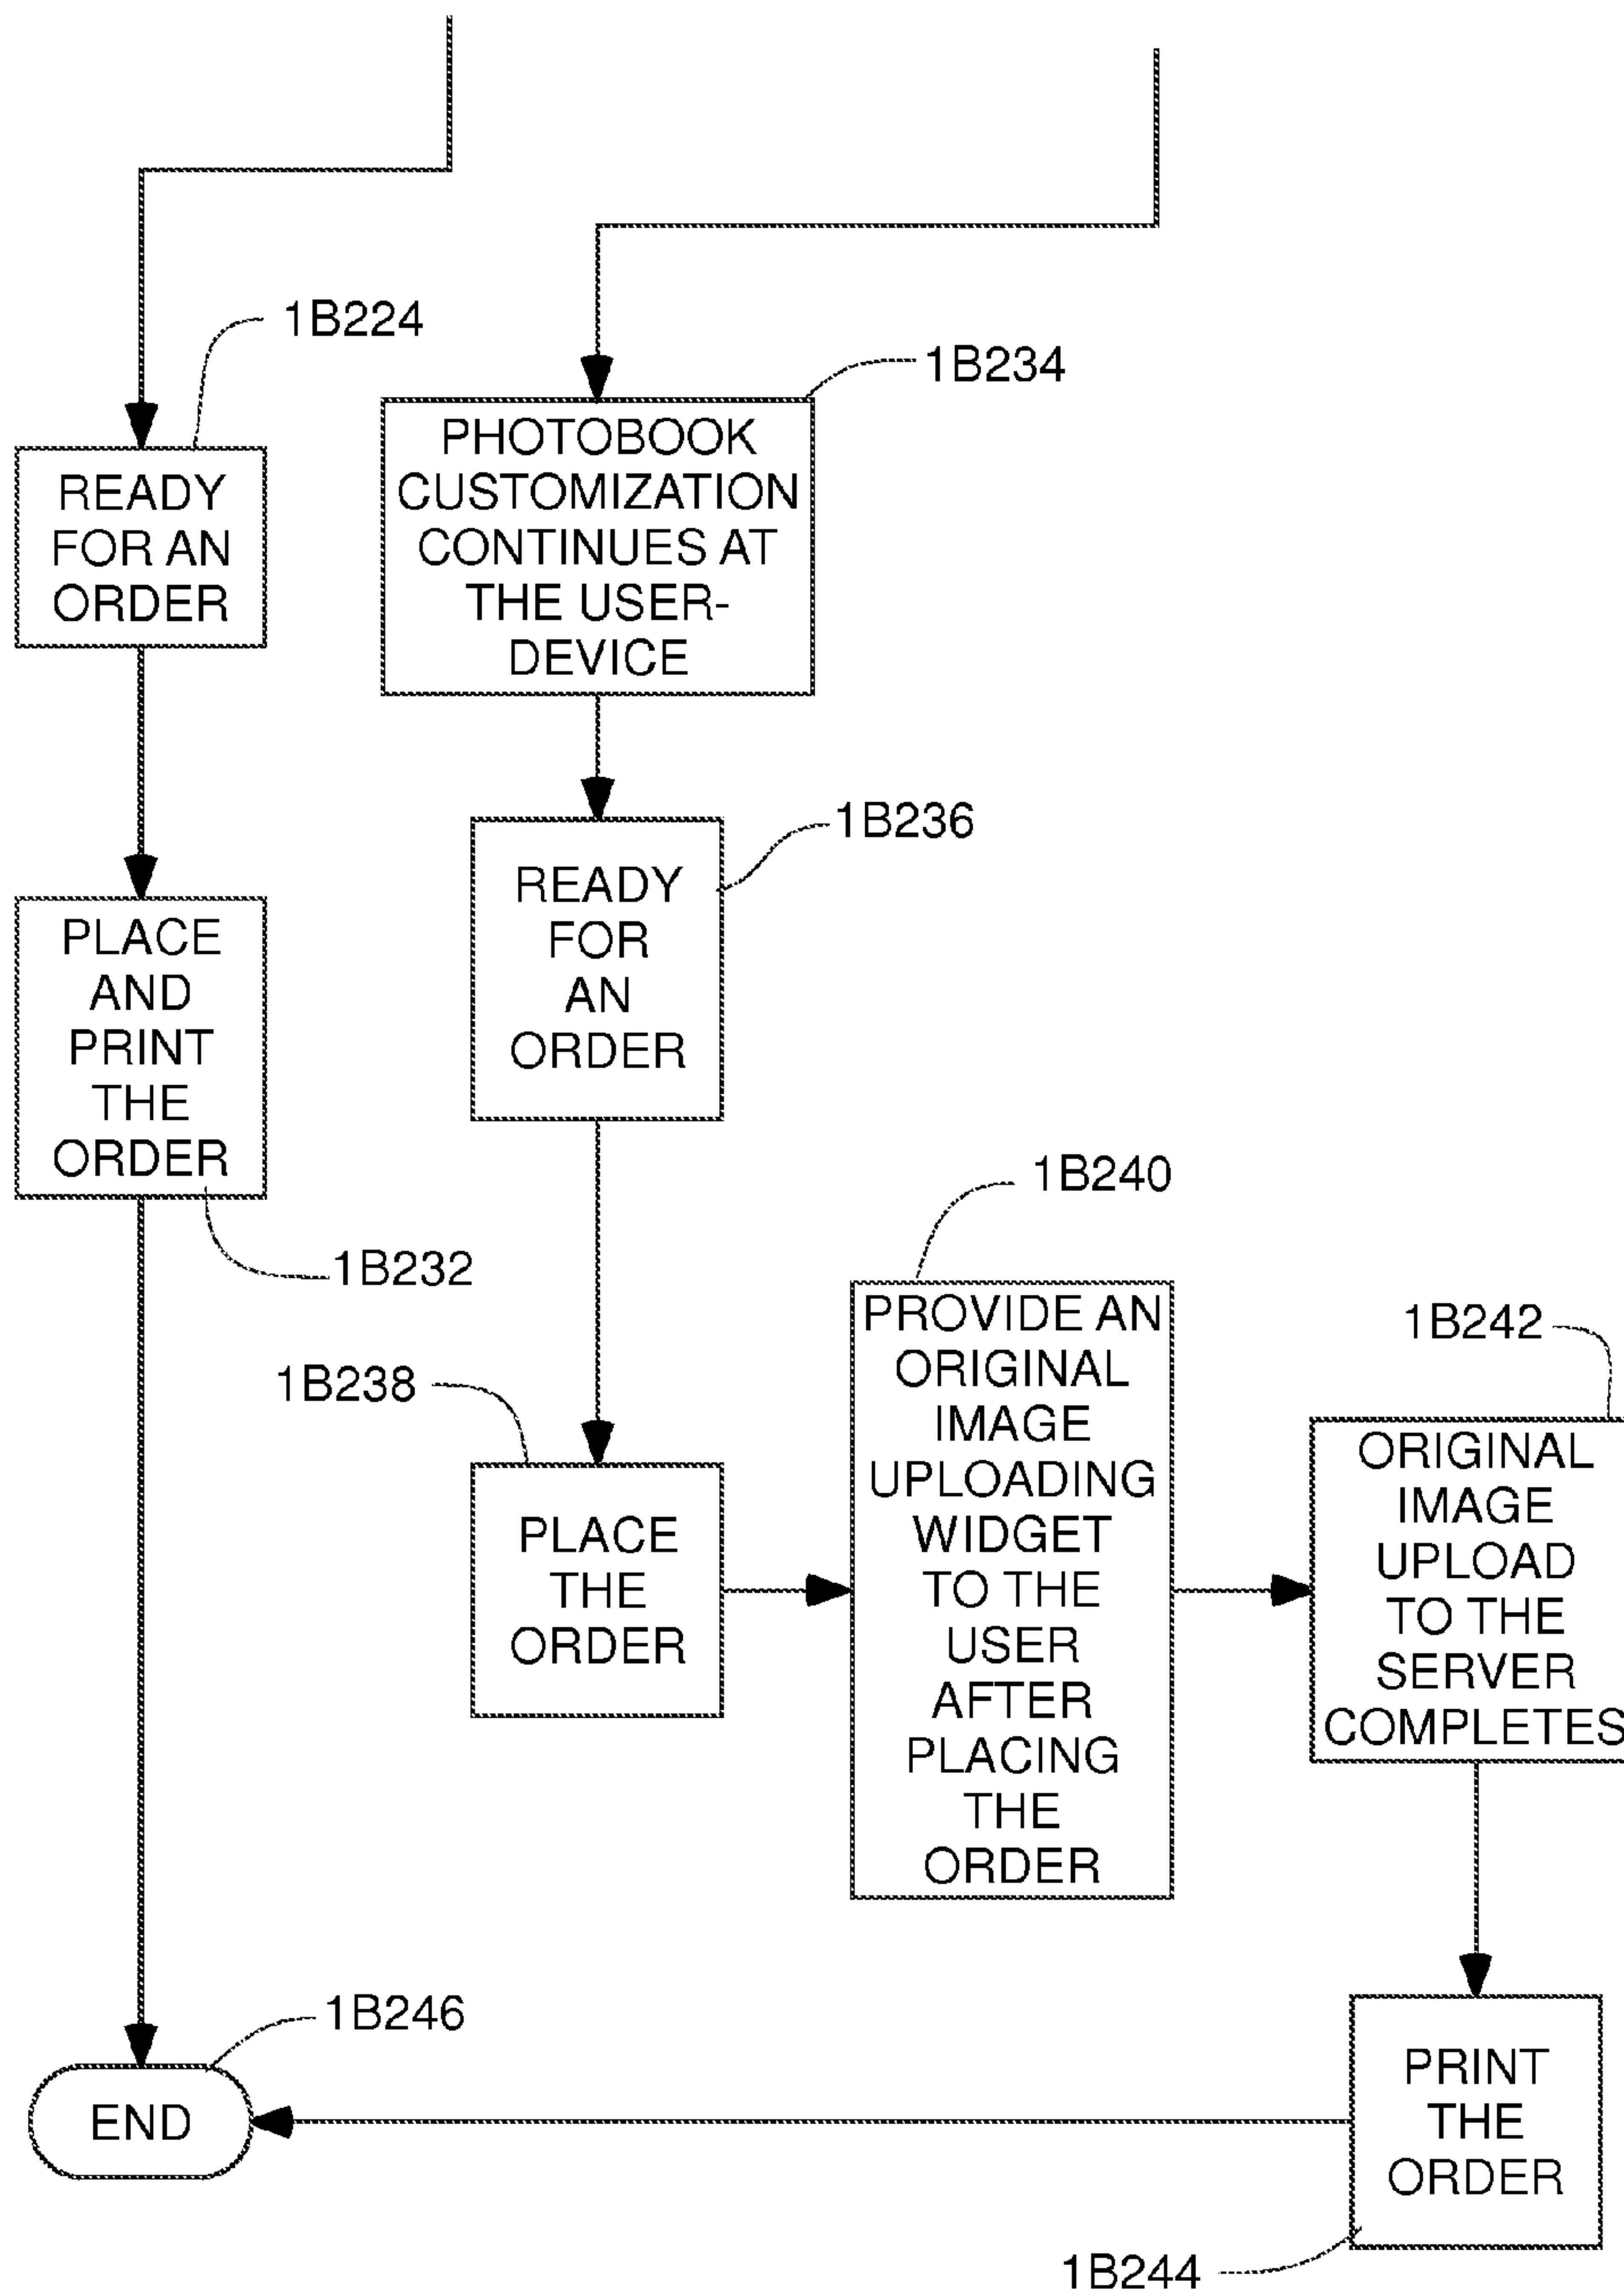 1B224
READY
FOR AN
ORDER
1B234
PHOTOBOOK
CUSTOMIZATION
CONTINUES AT
THE USER-
DEVICE
1B236
READY
FOR
AN
ORDER
PLACE
AND
PRINT
THE
ORDER
1B232
1B238
PLACE
THE
ORDER
1B240
PROVIDE AN
ORIGINAL
IMAGE
UPLOADING
WIDGET
TO THE
USER
AFTER
PLACING
THE
ORDER
1B242
ORIGINAL
IMAGE
UPLOAD
TO THE
SERVER
COMPLETES
1B246
END
PRINT
THE
ORDER
1B244